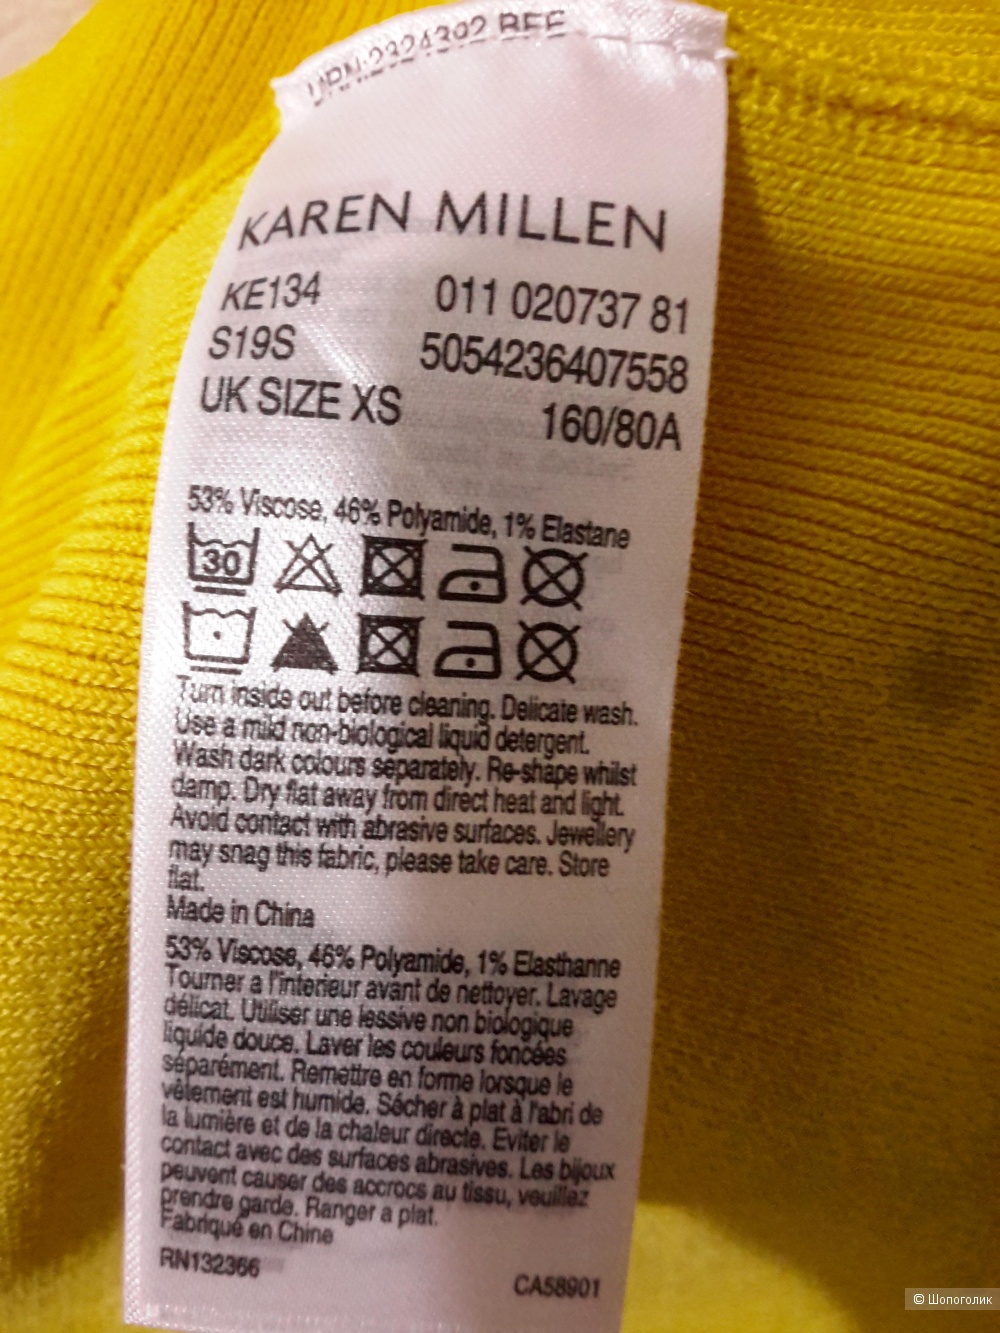 URN:2324392 BFF
KAREN MILLEN
KE134 011 020737 81
S19S 5054236407558
UK SIZE XS 160/80A
53% Viscose, 46% Polyamide, 1% Elastane
30
Turn inside out before cleaning. Delicate wash.
Use a mild non-biological liquid detergent.
Wash dark colours separately. Re-shape whilst
damp. Dry flat away from direct heat and light.
Avoid contact with abrasive surfaces. Jewellery
may snag this fabric, please take care. Store
flat.
Made in China
53% Viscose, 46% Polyamide, 1% Elasthanne
Tourner a l'interieur avant de nettoyer. Lavage
délicat. Utiliser une lessive non biologique
liquide douce. Laver les couleurs foncées
séparément. Remettre en forme lorsque le
vêtement est humide. Sécher à plat à l'abri de
la lumière et de la chaleur directe. Eviter le
contact avec des surfaces abrasives. Les bijoux
peuvent causer des accrocs au tissu, veuillez
prendre garde. Ranger a plat.
Fabriqué en Chine
RN132366
CA58901
© Шопоголик